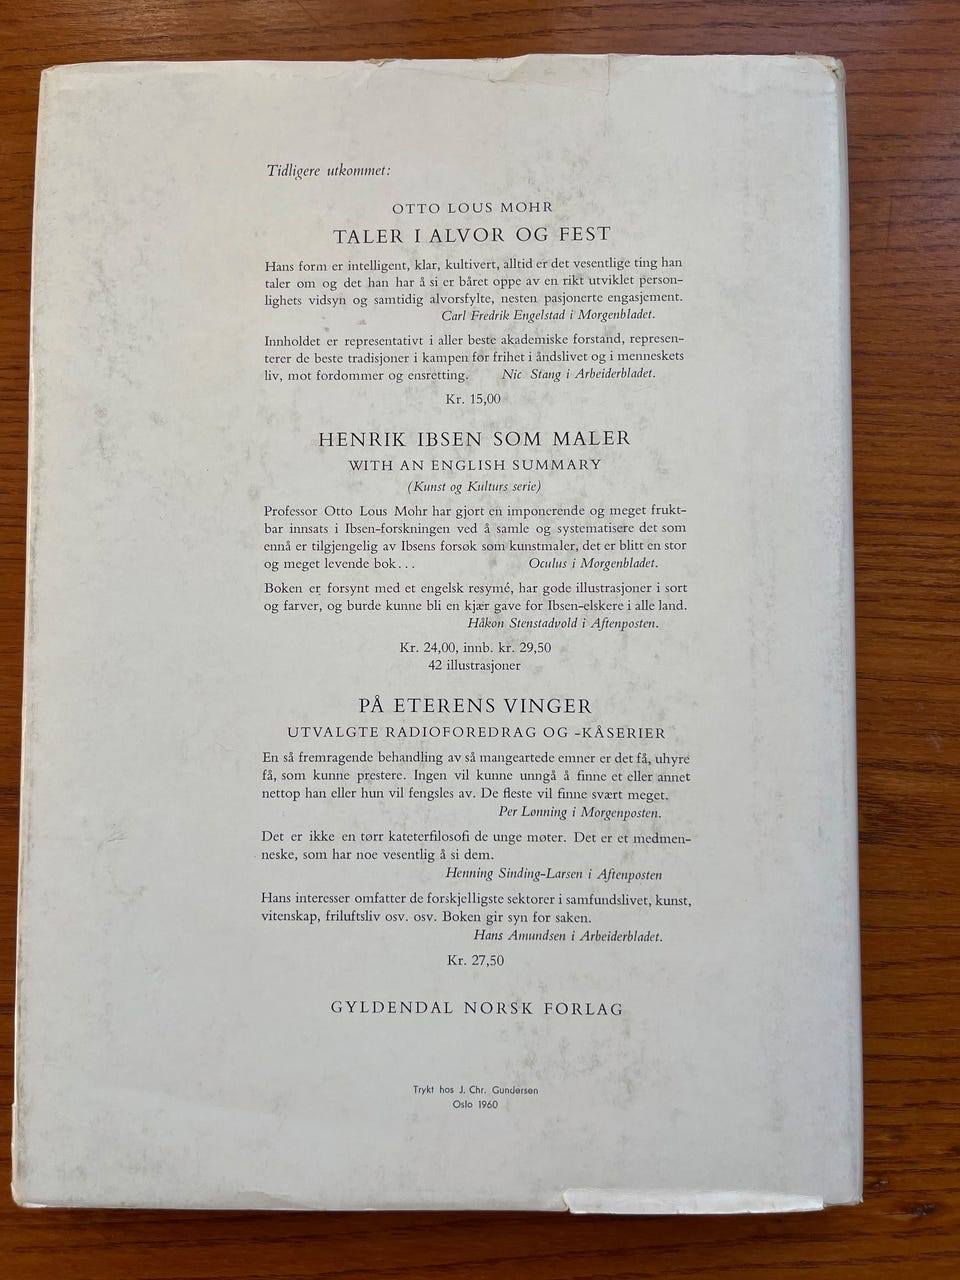 Tidligere utkommet:
OTTO LOUS MOHR
TALER I ALVOR OG FEST
Hans form er intelligent, klar, kultivert, alltid er det vesentlige ting han
taler om og det han har å si er båret oppe av en rikt utviklet person-
lighets vidsyn og samtidig alvorsfylte, nesten pasjonerte engasjement.
Carl Fredrik Engelstad i Morgenbladet.
Innholdet er representativt i aller beste akademiske forstand, represen-
terer de beste tradisjoner i kampen for frihet i åndslivet og i menneskets
liv, mot fordommer og ensretting. Nic Stang i Arbeiderbladet.
Kr. 15,00
HENRIK IBSEN SOM MALER
WITH AN ENGLISH SUMMARY
(Kunst og Kulturs serie)
Professor Otto Lous Mohr har gjort en imponerende og meget frukt-
bar innsats i Ibsen-forskningen ved å samle og systematisere det som
ennå er tilgjengelig av Ibsens forsøk som kunstmaler, det er blitt en stor
og meget levende bok... Oculus i Morgenbladet.
Boken er forsynt med et engelsk resymé, har gode illustrasjoner i sort
og farver, og burde kunne bli en kjær gave for Ibsen-elskere i alle land.
Håkon Stenstadvold i Aftenposten.
Kr. 24,00, innb. kr. 29,50
42 illustrasjoner
PÅ ETERENS VINGER
UTVALGTE RADIOFOREDRAG OG -KÅSERIER
En så fremragende behandling av så mangeartede emner er det få, uhyre
få, som kunne prestere. Ingen vil kunne unngå å finne et eller annet
nettop han eller hun vil fengsles av. De fleste vil finne svært meget.
Per Lønning i Morgenposten.
Det er ikke en tørr kateterfilosofi de unge møter. Det er et medmen-
neske, som har noe vesentlig å si dem.
Henning Sinding-Larsen i Aftenposten
Hans interesser omfatter de forskjelligste sektorer i samfundslivet, kunst,
vitenskap, friluftsliv osv. osv. Boken gir syn for saken.
Hans Amundsen i Arbeiderbladet.
Kr. 27,50
GYLDENDAL NORSK FORLAG
Trykt hos J. Chr. Gundersen
Oslo 1960